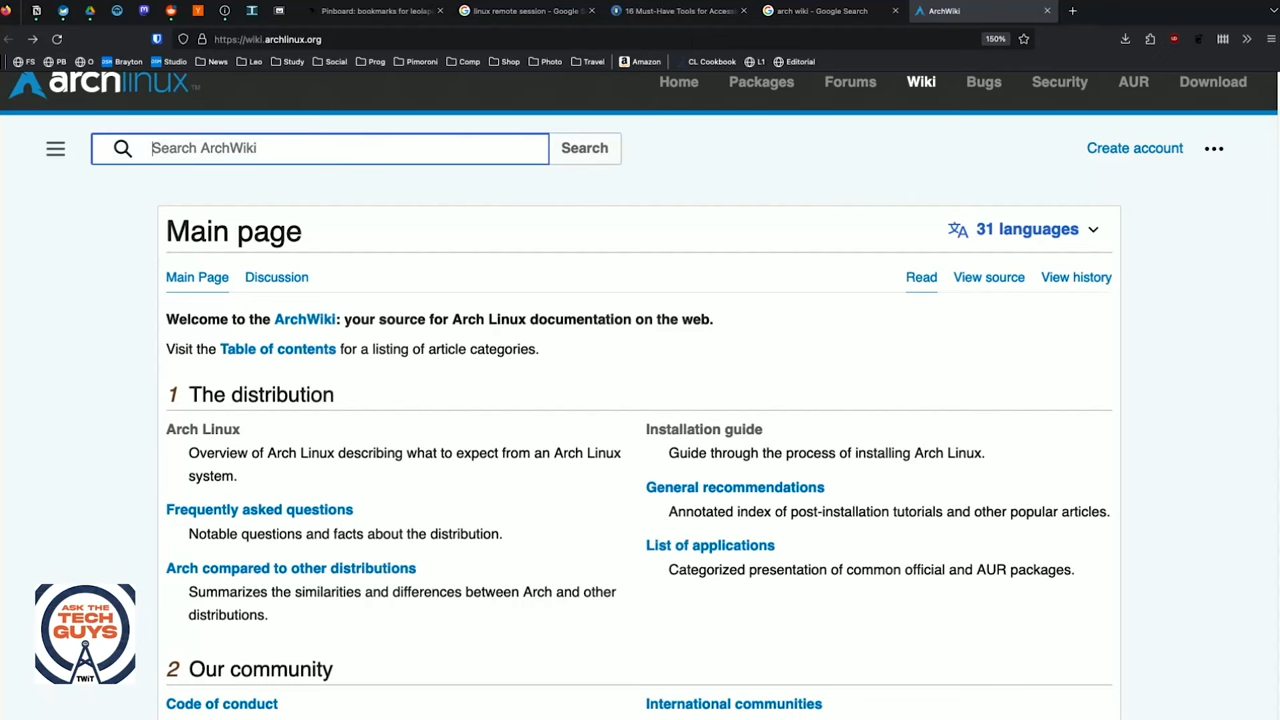 Pinboard: bookmarks for leolap
linux remote session - Google S
16 Must-Have Tools for Access
arch wiki - Google Search
ArchWiki
https://wiki.archlinux.org
150%
FS PB O Brayton Studio News Leo Study Social Prog Pimoroni Comp Shop Photo Travel Amazon CL Cookbook L1 Editorial
archlinux
Home Packages Forums Wiki Bugs Security AUR Download
Search ArchWiki
Search
Create account
Main page
31 languages
Main Page Discussion
Read View source View history
Welcome to the ArchWiki: your source for Arch Linux documentation on the web.
Visit the Table of contents for a listing of article categories.
1 The distribution
Arch Linux
Overview of Arch Linux describing what to expect from an Arch Linux
system.
Frequently asked questions
Notable questions and facts about the distribution.
Arch compared to other distributions
Summarizes the similarities and differences between Arch and other
distributions.
Installation guide
Guide through the process of installing Arch Linux.
General recommendations
Annotated index of post-installation tutorials and other popular articles.
List of applications
Categorized presentation of common official and AUR packages.
2 Our community
Code of conduct
International communities
ASK THE
TECH
GUYS
TWiT